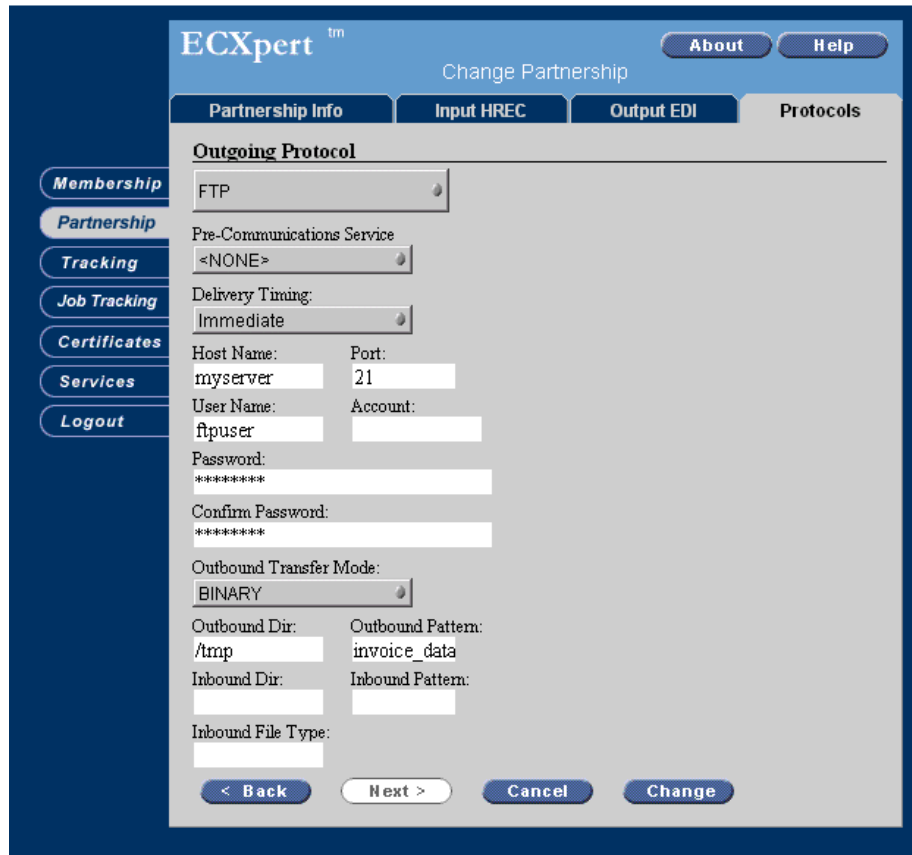 ECXpert tm
About Help
Change Partnership
Partnership Info Input HREC Output EDI Protocols
Membership
Partnership
Tracking
Job Tracking
Certificates
Services
Logout
Outgoing Protocol
FTP
Pre-Communications Service
<NONE>
Delivery Timing:
Immediate
Host Name: Port:
myserver 21
User Name: Account:
ftpuser
Password:
********
Confirm Password:
********
Outbound Transfer Mode:
BINARY
Outbound Dir: Outbound Pattern:
/tmp invoice_data
Inbound Dir: Inbound Pattern:
Inbound File Type:
< Back Next > Cancel Change